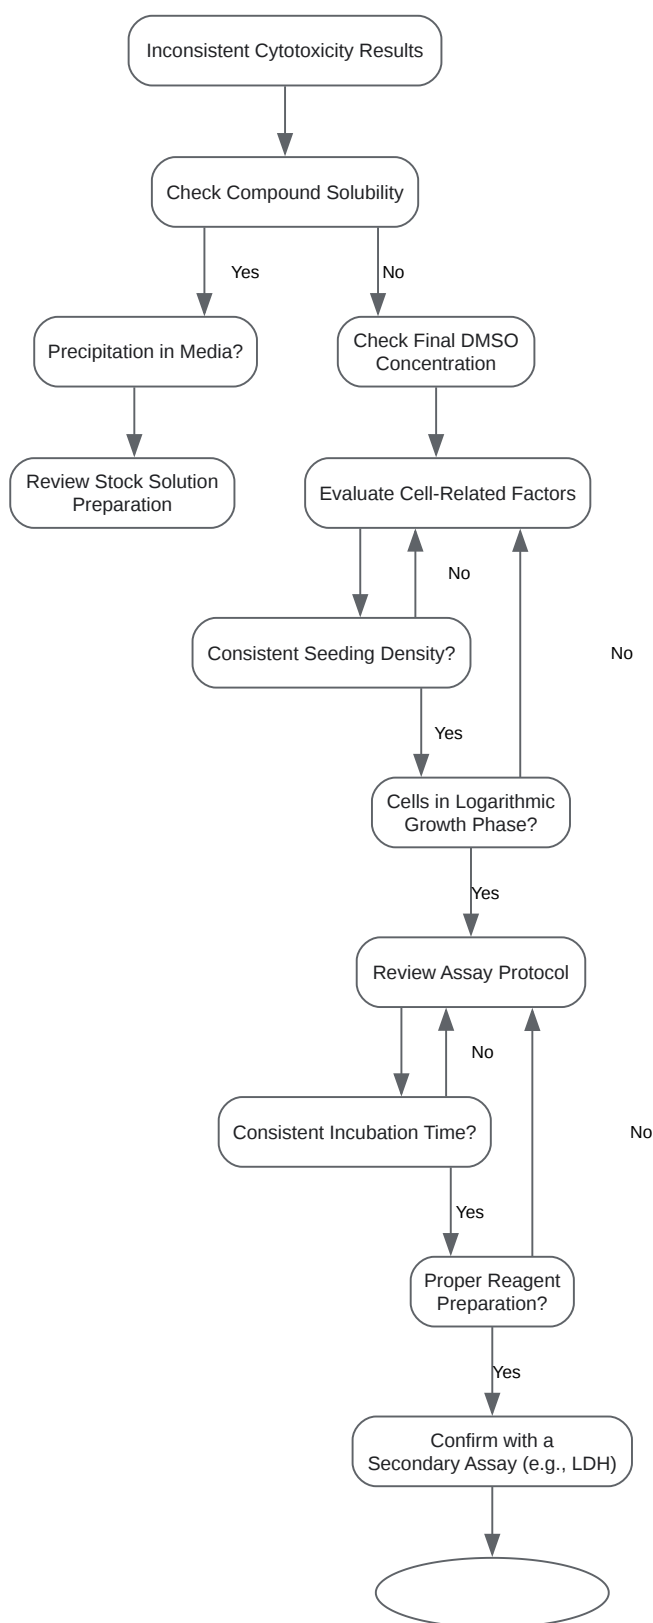 Inconsistent Cytotoxicity Results
Check Compound Solubility
Yes
No
Precipitation in Media?
Check Final DMSO
Concentration
Review Stock Solution
Preparation
Evaluate Cell-Related Factors
No
Consistent Seeding Density?
No
Yes
Cells in Logarithmic
Growth Phase?
Yes
Review Assay Protocol
No
Consistent Incubation Time?
No
Yes
Proper Reagent
Preparation?
Yes
Confirm with a
Secondary Assay (e.g., LDH)